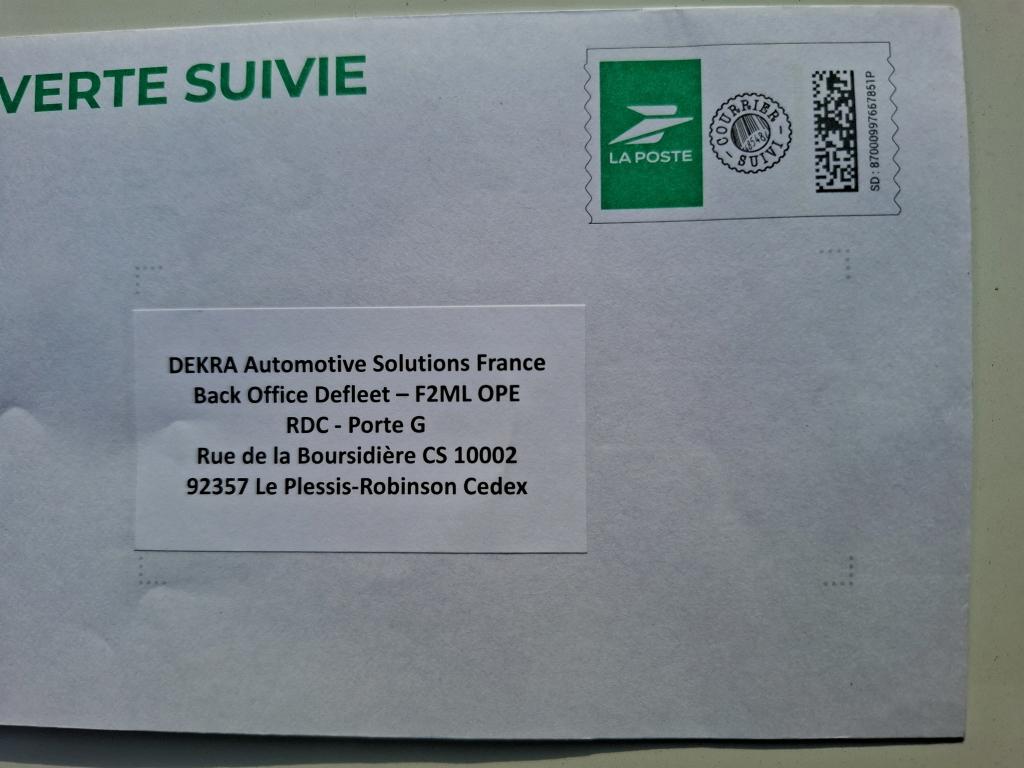 VERTE SUIVIE
LA POSTE
COURRIER
SUIVI
SD : 87000997667851P
DEKRA Automotive Solutions France
Back Office Defleet – F2ML OPE
RDC - Porte G
Rue de la Boursidière CS 10002
92357 Le Plessis-Robinson Cedex